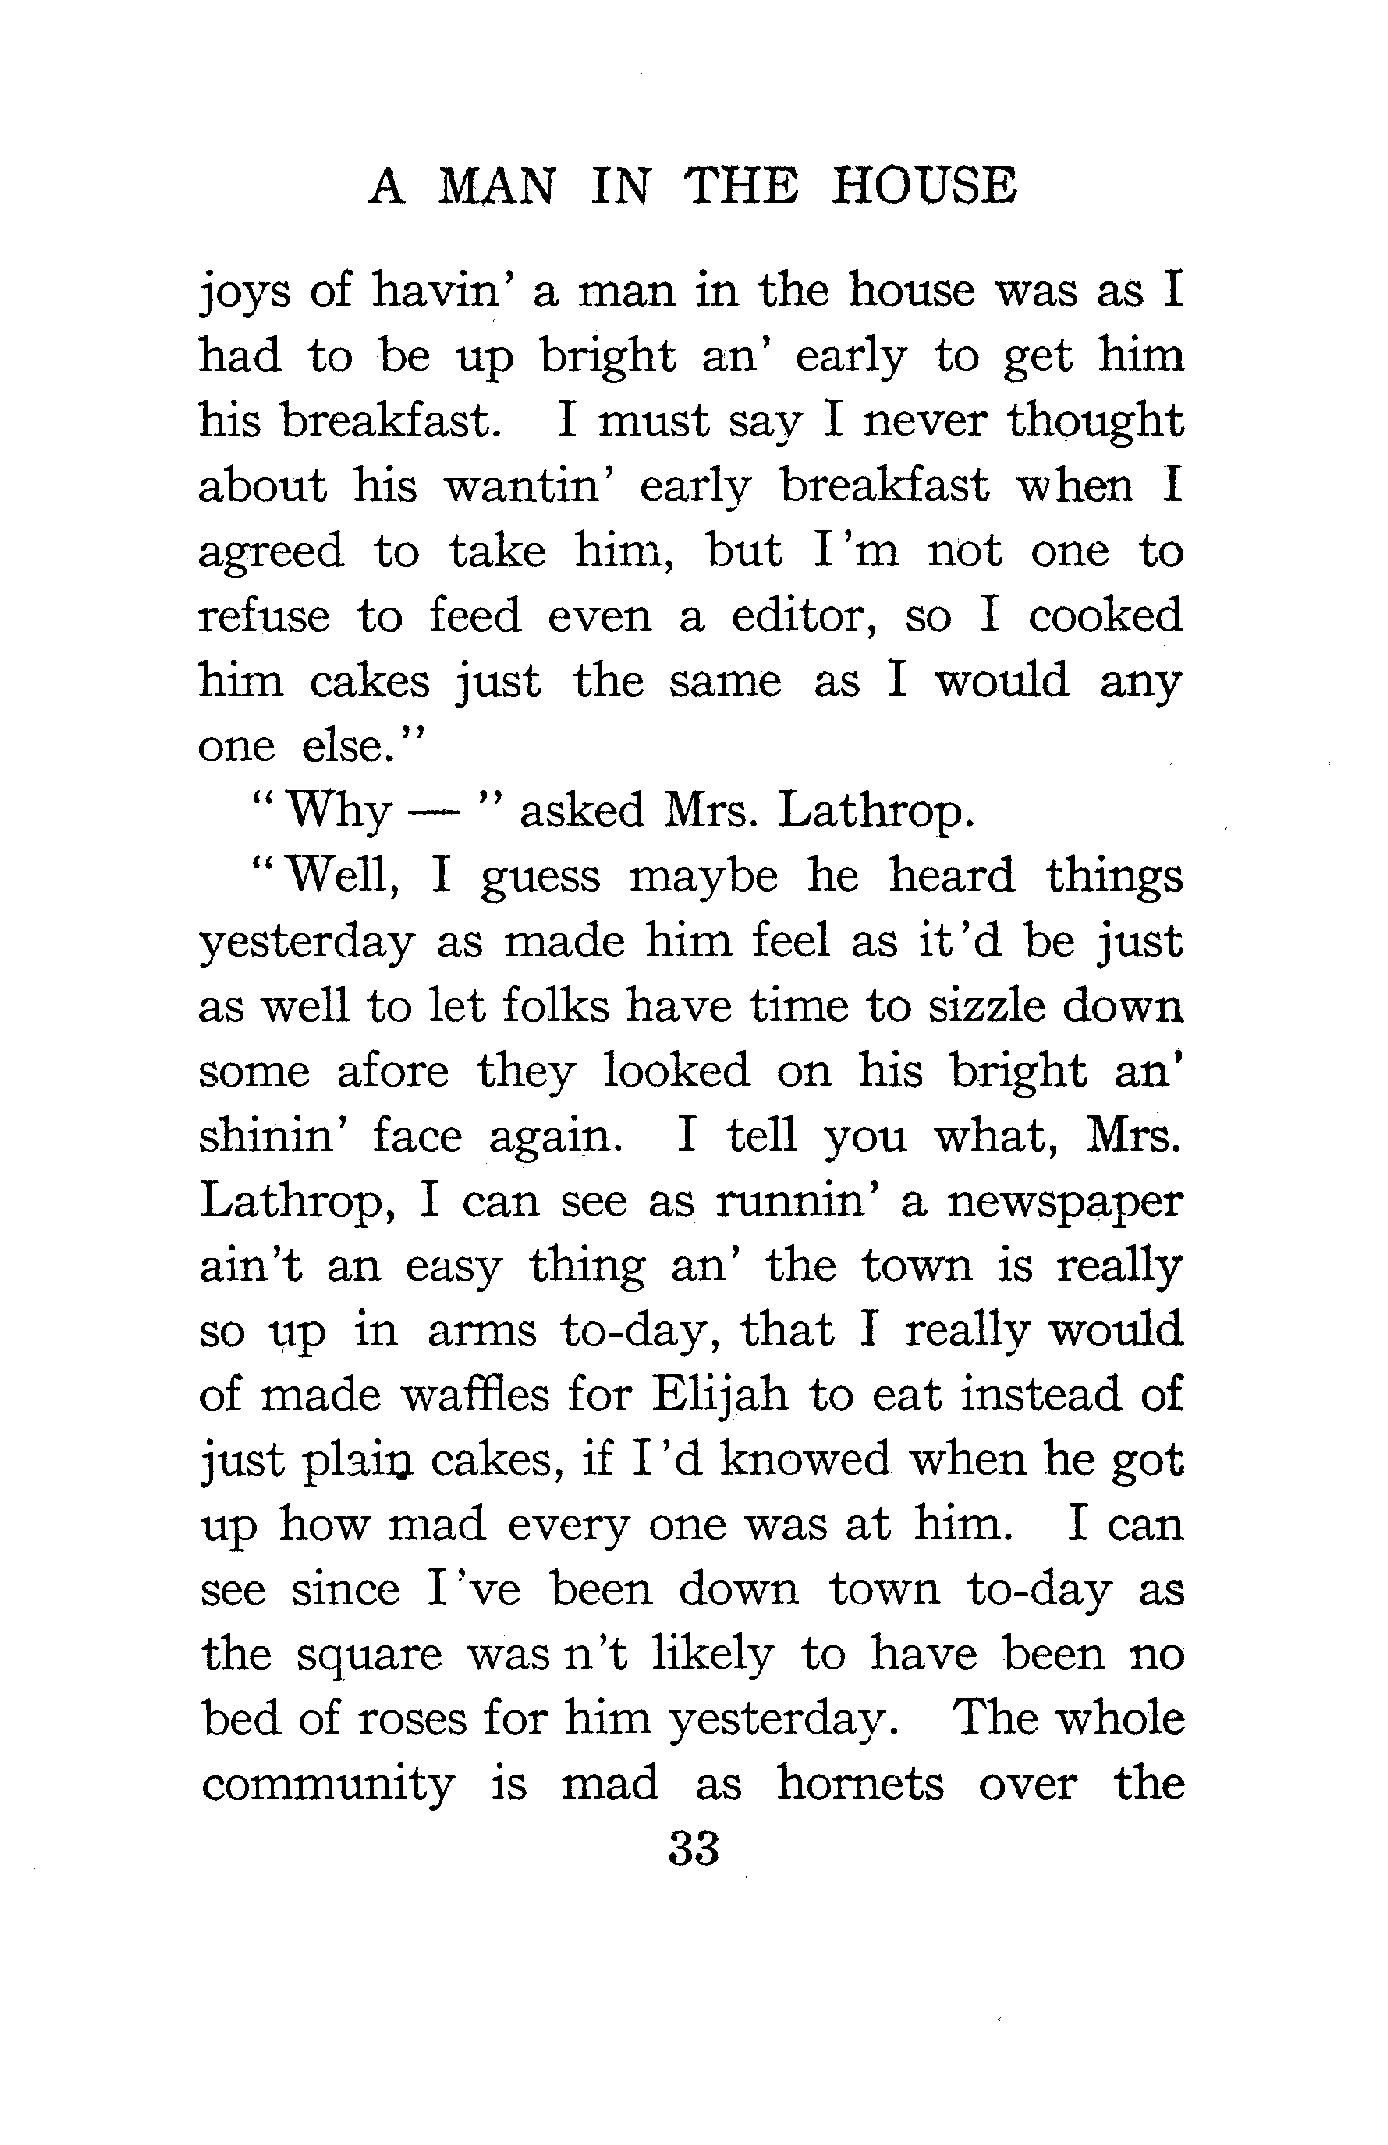 A MAN IN THE HOUSE
joys of havin' a man in the house was as I
had to be up bright an' early to get him
his breakfast. I must say I never thought
about his wantin' early breakfast when I
agreed to take him, but I 'm not one to
refuse to feed even a editor, so I cooked
him cakes just the same as I would any
one else."
"Why — " asked Mrs. Lathrop.
"Well, I guess maybe he heard things
yesterday as made him feel as it 'd be just
as well to let folks have time to sizzle down
some afore they looked on his bright an'
shinin' face again. I tell you what, Mrs.
Lathrop, I can see as runnin' a newspaper
ain't an easy thing an' the town is really
so up in arms to-day, that I really would
of made waffles for Elijah to eat instead of
just plain cakes, if I 'd knowed when he got
up how mad every one was at him. I can
see since I 've been down town to-day as
the square was n't likely to have been no
bed of roses for him yesterday. The whole
community is mad as hornets over the
33